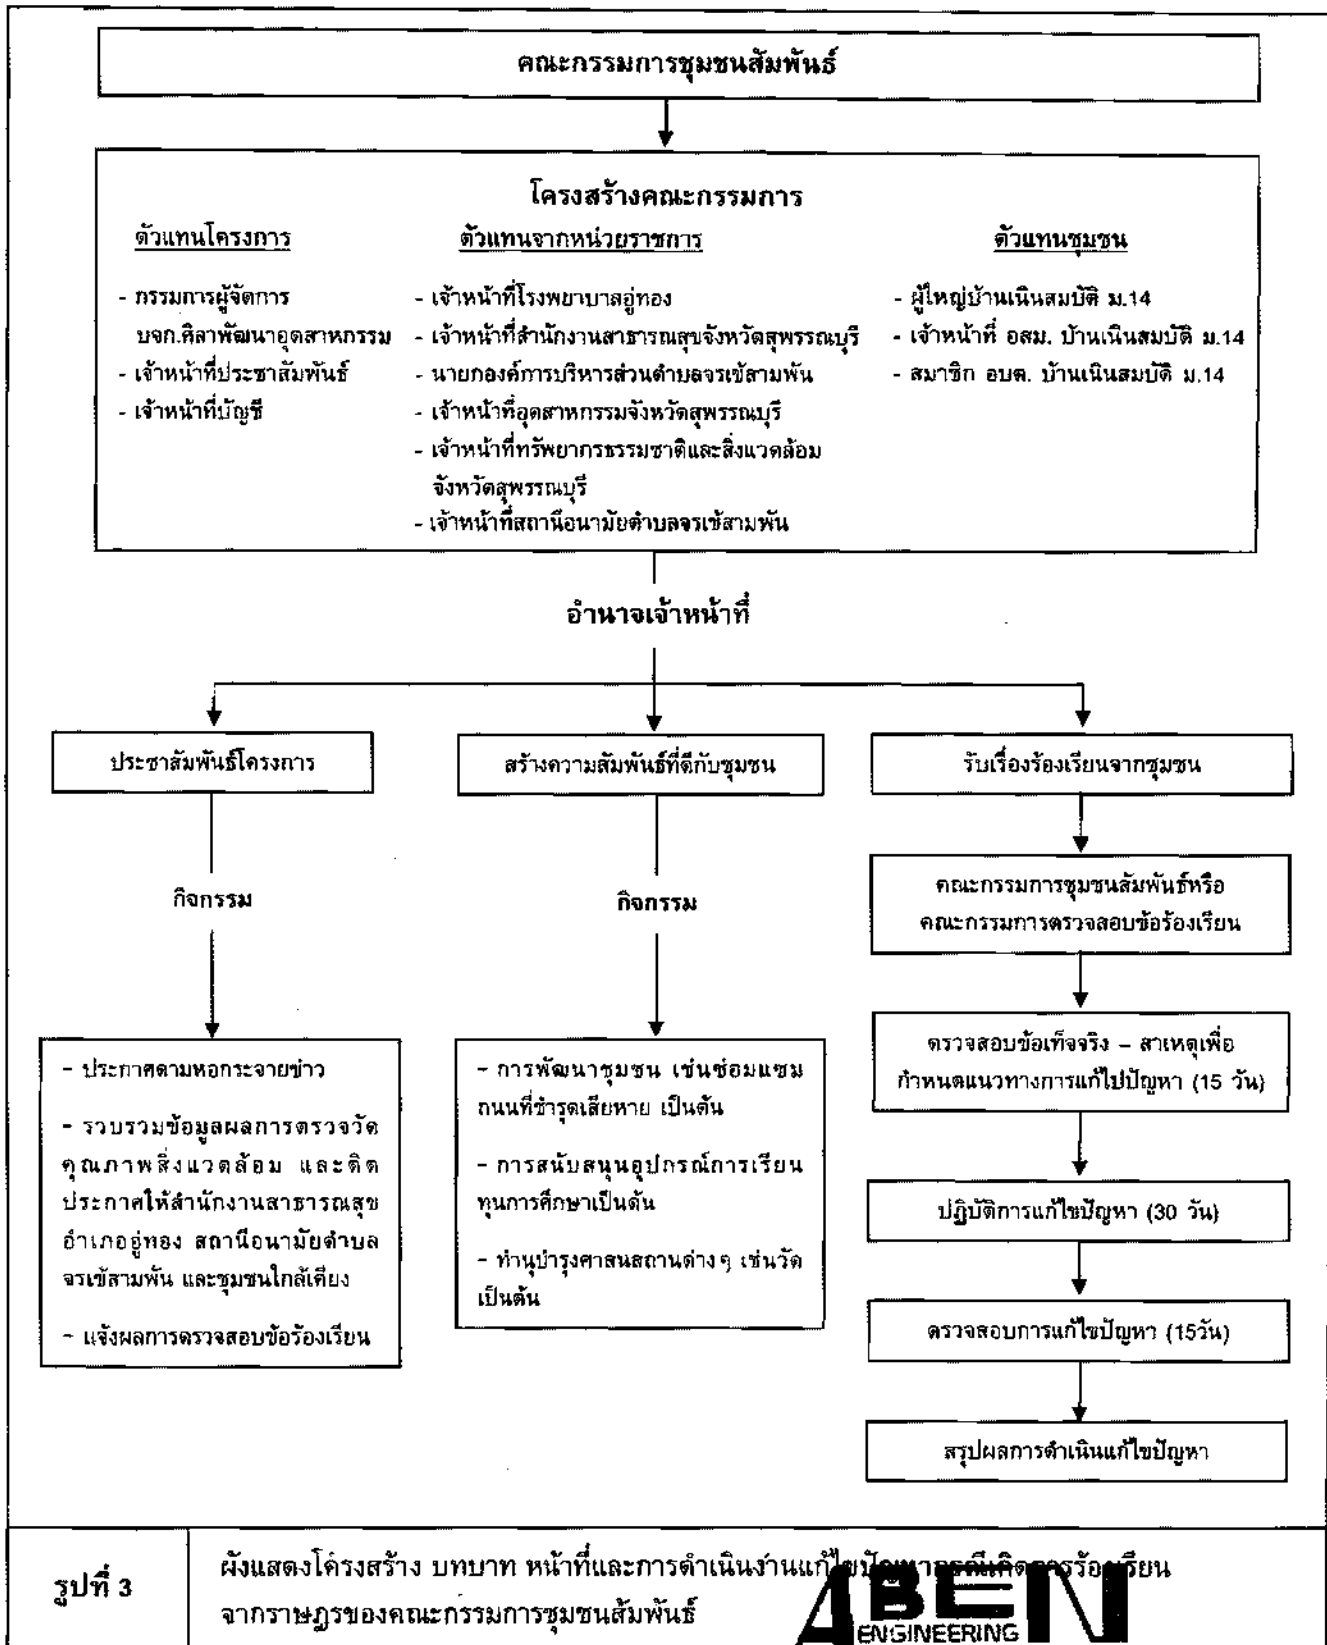 คณะกรรมการชุมชนสัมพันธ์
โครงสร้างคณะกรรมการ
ตัวแทนโครงการ
- กรรมการผู้จัดการ
บจก.ศิลาพัฒนาอุตสาหกรรม
- เจ้าหน้าที่ประชาสัมพันธ์
- เจ้าหน้าที่บัญชี
ตัวแทนจากหน่วยราชการ
- เจ้าหน้าที่โรงพยาบาลอู่ทอง
- เจ้าหน้าที่สำนักงานสาธารณสุขจังหวัดสุพรรณบุรี
- นายกองค์การบริหารส่วนตำบลจรเข้สามพัน
- เจ้าหน้าที่อุตสาหกรรมจังหวัดสุพรรณบุรี
- เจ้าหน้าที่ทรัพยากรธรรมชาติและสิ่งแวดล้อม
จังหวัดสุพรรณบุรี
- เจ้าหน้าที่สถานีอนามัยตำบลจรเข้สามพัน
ตัวแทนชุมชน
- ผู้ใหญ่บ้านเนินสมบัติ ม.14
- เจ้าหน้าที่ อสม. บ้านเนินสมบัติ ม.14
- สมาชิก อบต. บ้านเนินสมบัติ ม.14
อำนาจเจ้าหน้าที่
ประชาสัมพันธ์โครงการ
กิจกรรม
- ประกาศตามหอกระจายข่าว
- รวบรวมข้อมูลผลการตรวจวัด
คุณภาพสิ่งแวดล้อม และติด
ประกาศให้สำนักงานสาธารณสุข
อำเภออู่ทอง สถานีอนามัยตำบล
จรเข้สามพัน และชุมชนใกล้เคียง
- แจ้งผลการตรวจสอบข้อร้องเรียน
สร้างความสัมพันธ์ที่ดีกับชุมชน
กิจกรรม
- การพัฒนาชุมชน เช่นซ่อมแซม
ถนนที่ชำรุดเสียหาย เป็นต้น
- การสนับสนุนอุปกรณ์การเรียน
ทุนการศึกษาเป็นต้น
- ทำนุบำรุงศาสนสถานต่างๆ เช่นวัด
เป็นต้น
รับเรื่องร้องเรียนจากชุมชน
คณะกรรมการชุมชนสัมพันธ์หรือ
คณะกรรมการตรวจสอบข้อร้องเรียน
ตรวจสอบข้อเท็จจริง – สาเหตุเพื่อ
กำหนดแนวทางการแก้ไปปัญหา (15 วัน)
ปฏิบัติการแก้ไขปัญหา (30 วัน)
ตรวจสอบการแก้ไขปัญหา (15วัน)
สรุปผลการดำเนินแก้ไขปัญหา
รูปที่ 3
ผังแสดงโครงสร้าง บทบาท หน้าที่และการดำเนินงานแก้ไขปัญหากรณีเกิดการร้องเรียน
จากราษฎรของคณะกรรมการชุมชนสัมพันธ์
ABEN
ENGINEERING